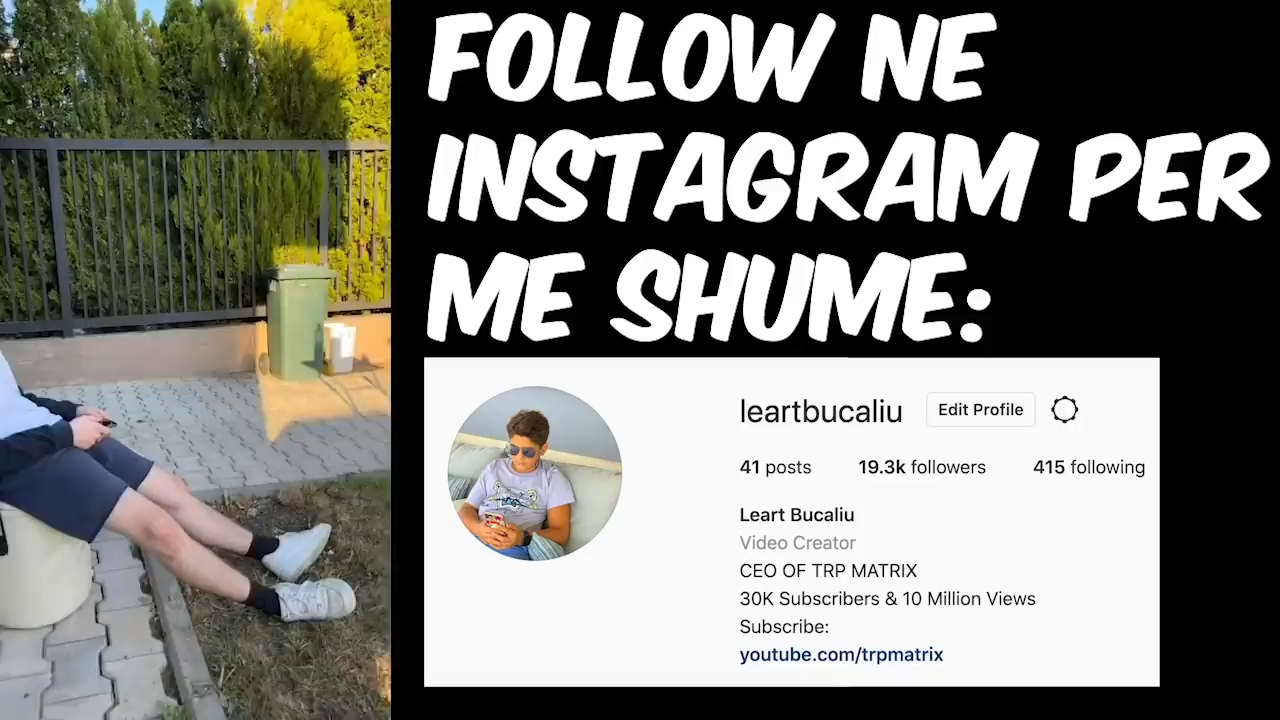 FOLLOW NE
INSTAGRAM PER
ME SHUME:
leartbucaliu Edit Profile
41 posts 19.3k followers 415 following
Leart Bucaliu
Video Creator
CEO OF TRP MATRIX
30K Subscribers & 10 Million Views
Subscribe:
youtube.com/trpmatrix